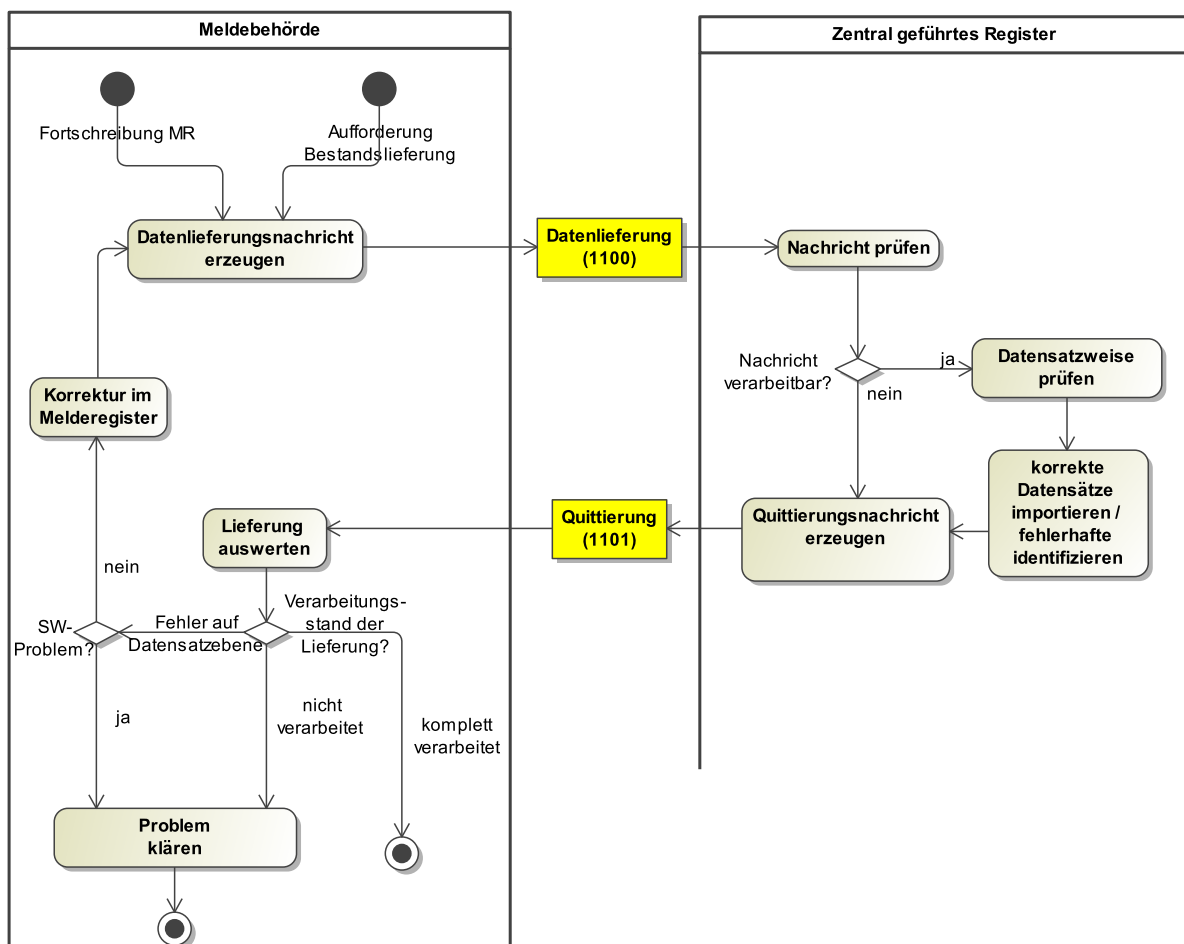 Meldebehörde
Zentral geführtes Register
Fortschreibung MR
Aufforderung
Bestandslieferung
Datenlieferungsnachricht
erzeugen
Datenlieferung
(1100)
Nachricht prüfen
Nachricht
verarbeitbar?
ja
nein
Datensatzweise
prüfen
Korrektur im
Melderegister
korrekte
Datensätze
importieren /
fehlerhafte
identifizieren
Quittierungsnachricht
erzeugen
Quittierung
(1101)
Lieferung
auswerten
nein
SW-
Problem?
Fehler auf
Datensatzebene
Verarbeitungs-
stand der
Lieferung?
ja
nicht
verarbeitet
komplett
verarbeitet
Problem
klären